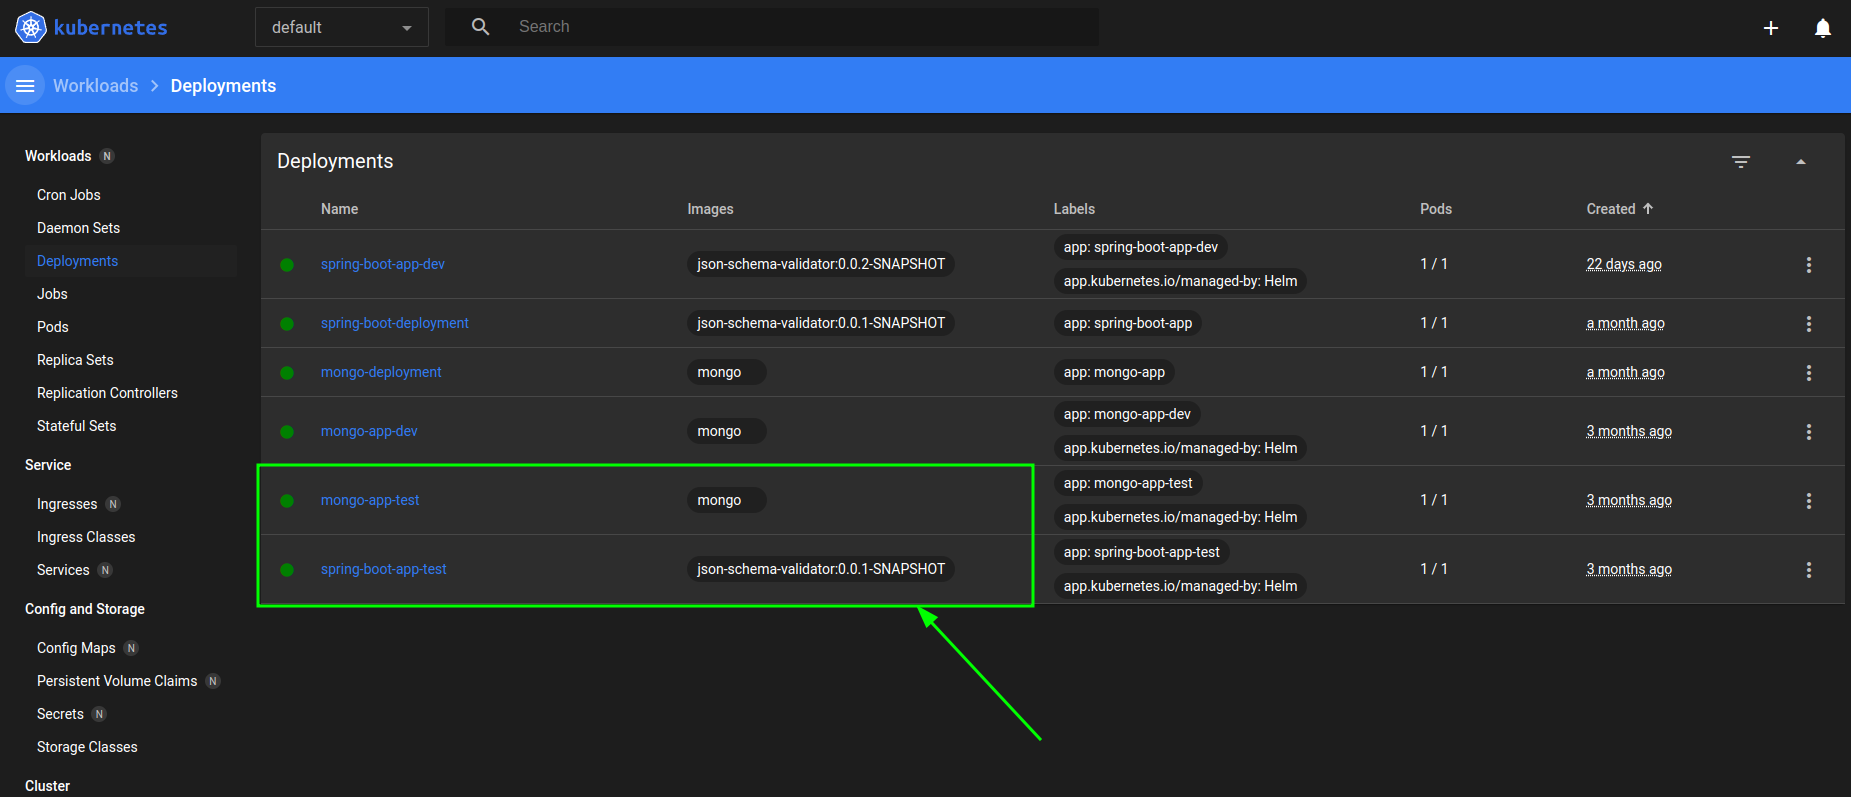 kubernetes
default
Search
Workloads > Deployments
Workloads N
Cron Jobs
Daemon Sets
Deployments
Jobs
Pods
Replica Sets
Replication Controllers
Stateful Sets
Service
Ingresses N
Ingress Classes
Services N
Config and Storage
Config Maps N
Persistent Volume Claims N
Secrets N
Storage Classes
Cluster
Deployments
Name Images Labels Pods Created
spring-boot-app-dev json-schema-validator:0.0.2-SNAPSHOT app: spring-boot-app-dev 1 / 1 22 days ago
app.kubernetes.io/managed-by: Helm
spring-boot-deployment json-schema-validator:0.0.1-SNAPSHOT app: spring-boot-app 1 / 1 a month ago
mongo-deployment mongo app: mongo-app 1 / 1 a month ago
mongo-app-dev mongo app: mongo-app-dev 1 / 1 3 months ago
app.kubernetes.io/managed-by: Helm
mongo-app-test mongo app: mongo-app-test 1 / 1 3 months ago
app.kubernetes.io/managed-by: Helm
spring-boot-app-test json-schema-validator:0.0.1-SNAPSHOT app: spring-boot-app-test 1 / 1 3 months ago
app.kubernetes.io/managed-by: Helm